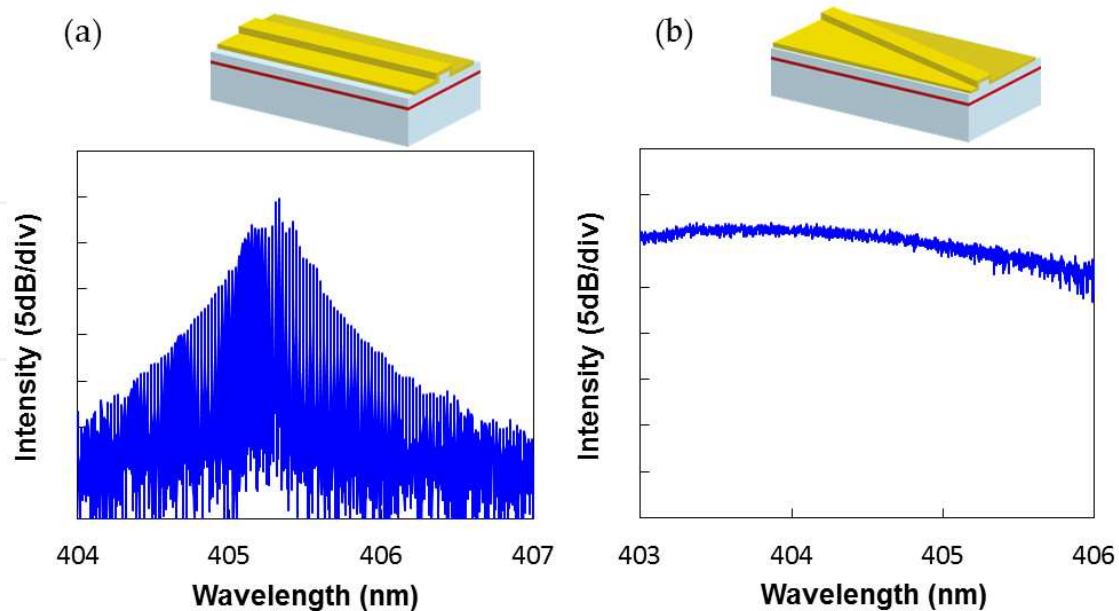 (a)
(b)
Intensity (5dB/div)
404 405 406 407
Wavelength (nm)
Intensity (5dB/div)
403 404 405 406
Wavelength (nm)